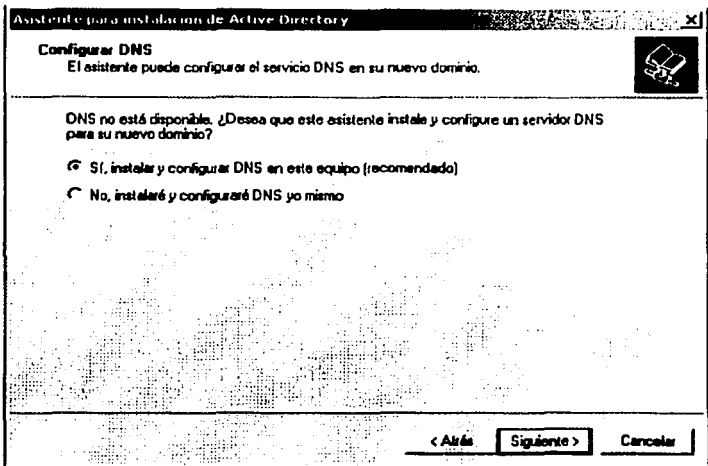 Asistente para instalación de Active Directory
Configurar DNS
El asistente puede configurar el servicio DNS en su nuevo dominio.
DNS no está disponible. ¿Desea que este asistente instale y configure un servidor DNS
para su nuevo dominio?
Sí, instalar y configurar DNS en este equipo (recomendado)
No, instalaré y configuraré DNS yo mismo
< Atrás Siguiente > Cancelar